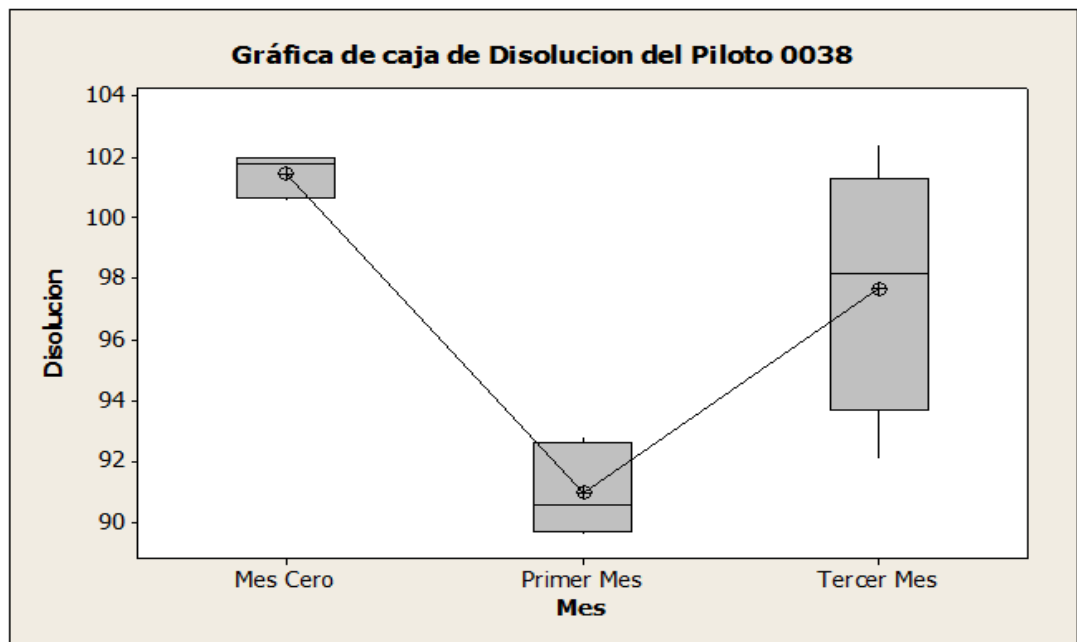 Gráfica de caja de Disolucion del Piloto 0038
104
102
100
98
96
94
92
90
Disolucion
Mes Cero
Primer Mes
Tercer Mes
Mes